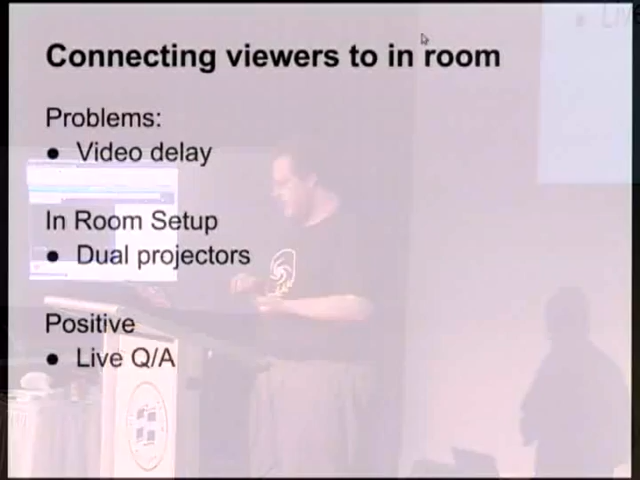 Connecting viewers to in room
Problems:
● Video delay
In Room Setup
● Dual projectors
Positive
● Live Q/A